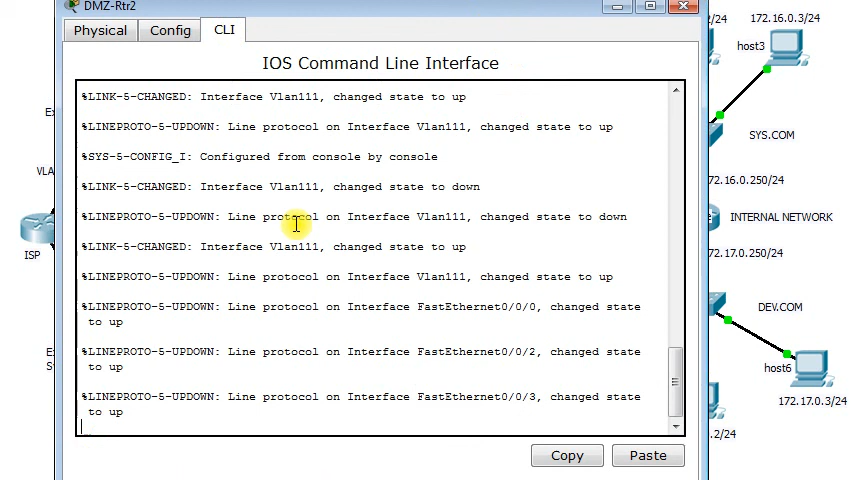 DMZ-Rtr2
Physical
Config
CLI
IOS Command Line Interface
%LINK-5-CHANGED: Interface Vlan111, changed state to up
%LINEPROTO-5-UPDOWN: Line protocol on Interface Vlan111, changed state to up
%SYS-5-CONFIG_I: Configured from console by console
%LINK-5-CHANGED: Interface Vlan111, changed state to down
%LINEPROTO-5-UPDOWN: Line protocol on Interface Vlan111, changed state to down
%LINK-5-CHANGED: Interface Vlan111, changed state to up
%LINEPROTO-5-UPDOWN: Line protocol on Interface Vlan111, changed state to up
%LINEPROTO-5-UPDOWN: Line protocol on Interface FastEthernet0/0/0, changed state
to up
%LINEPROTO-5-UPDOWN: Line protocol on Interface FastEthernet0/0/2, changed state
to up
%LINEPROTO-5-UPDOWN: Line protocol on Interface FastEthernet0/0/3, changed state
to up
Copy
Paste
Ex
VLA
ISP
Ex
S
2/24
172.16.0.3/24
host3
SYS.COM
172.16.0.250/24
INTERNAL NETWORK
172.17.0.250/24
DEV.COM
host6
172.17.0.3/24
.2/24